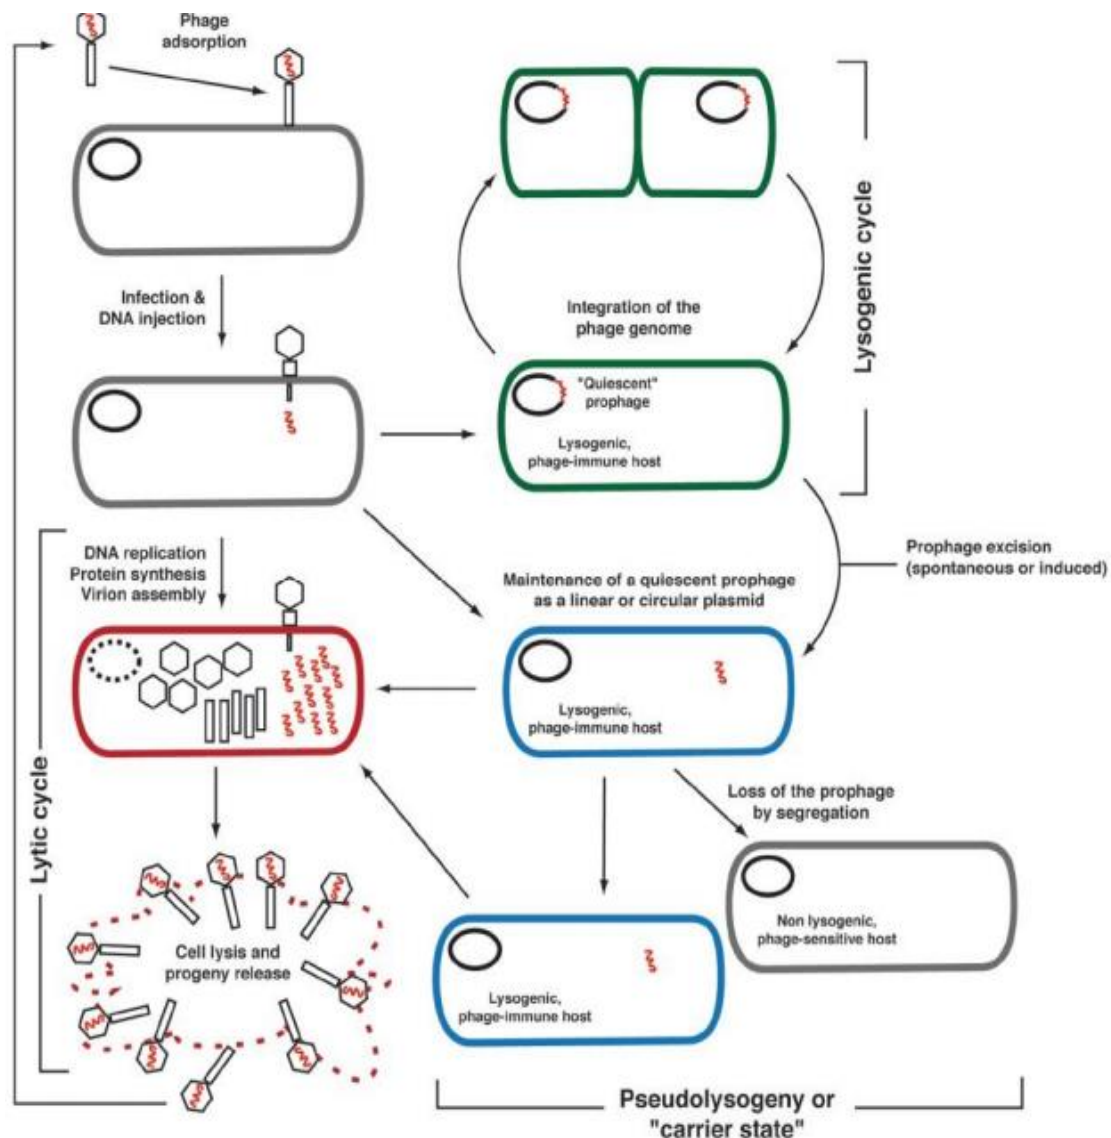 Phage
adsorption
Infection &
DNA injection
Integration of the
phage genome
"Quiescent"
prophage
Lysogenic,
phage-immune host
Lysogenic cycle
DNA replication
Protein synthesis
Virion assembly
Maintenance of a quiescent prophage
as a linear or circular plasmid
Prophage excision
(spontaneous or induced)
Lysogenic,
phage-immune host
Lytic cycle
Loss of the prophage
by segregation
Cell lysis and
progeny release
Non lysogenic,
phage-sensitive host
Lysogenic,
phage-immune host
Pseudolysogeny or
"carrier state"